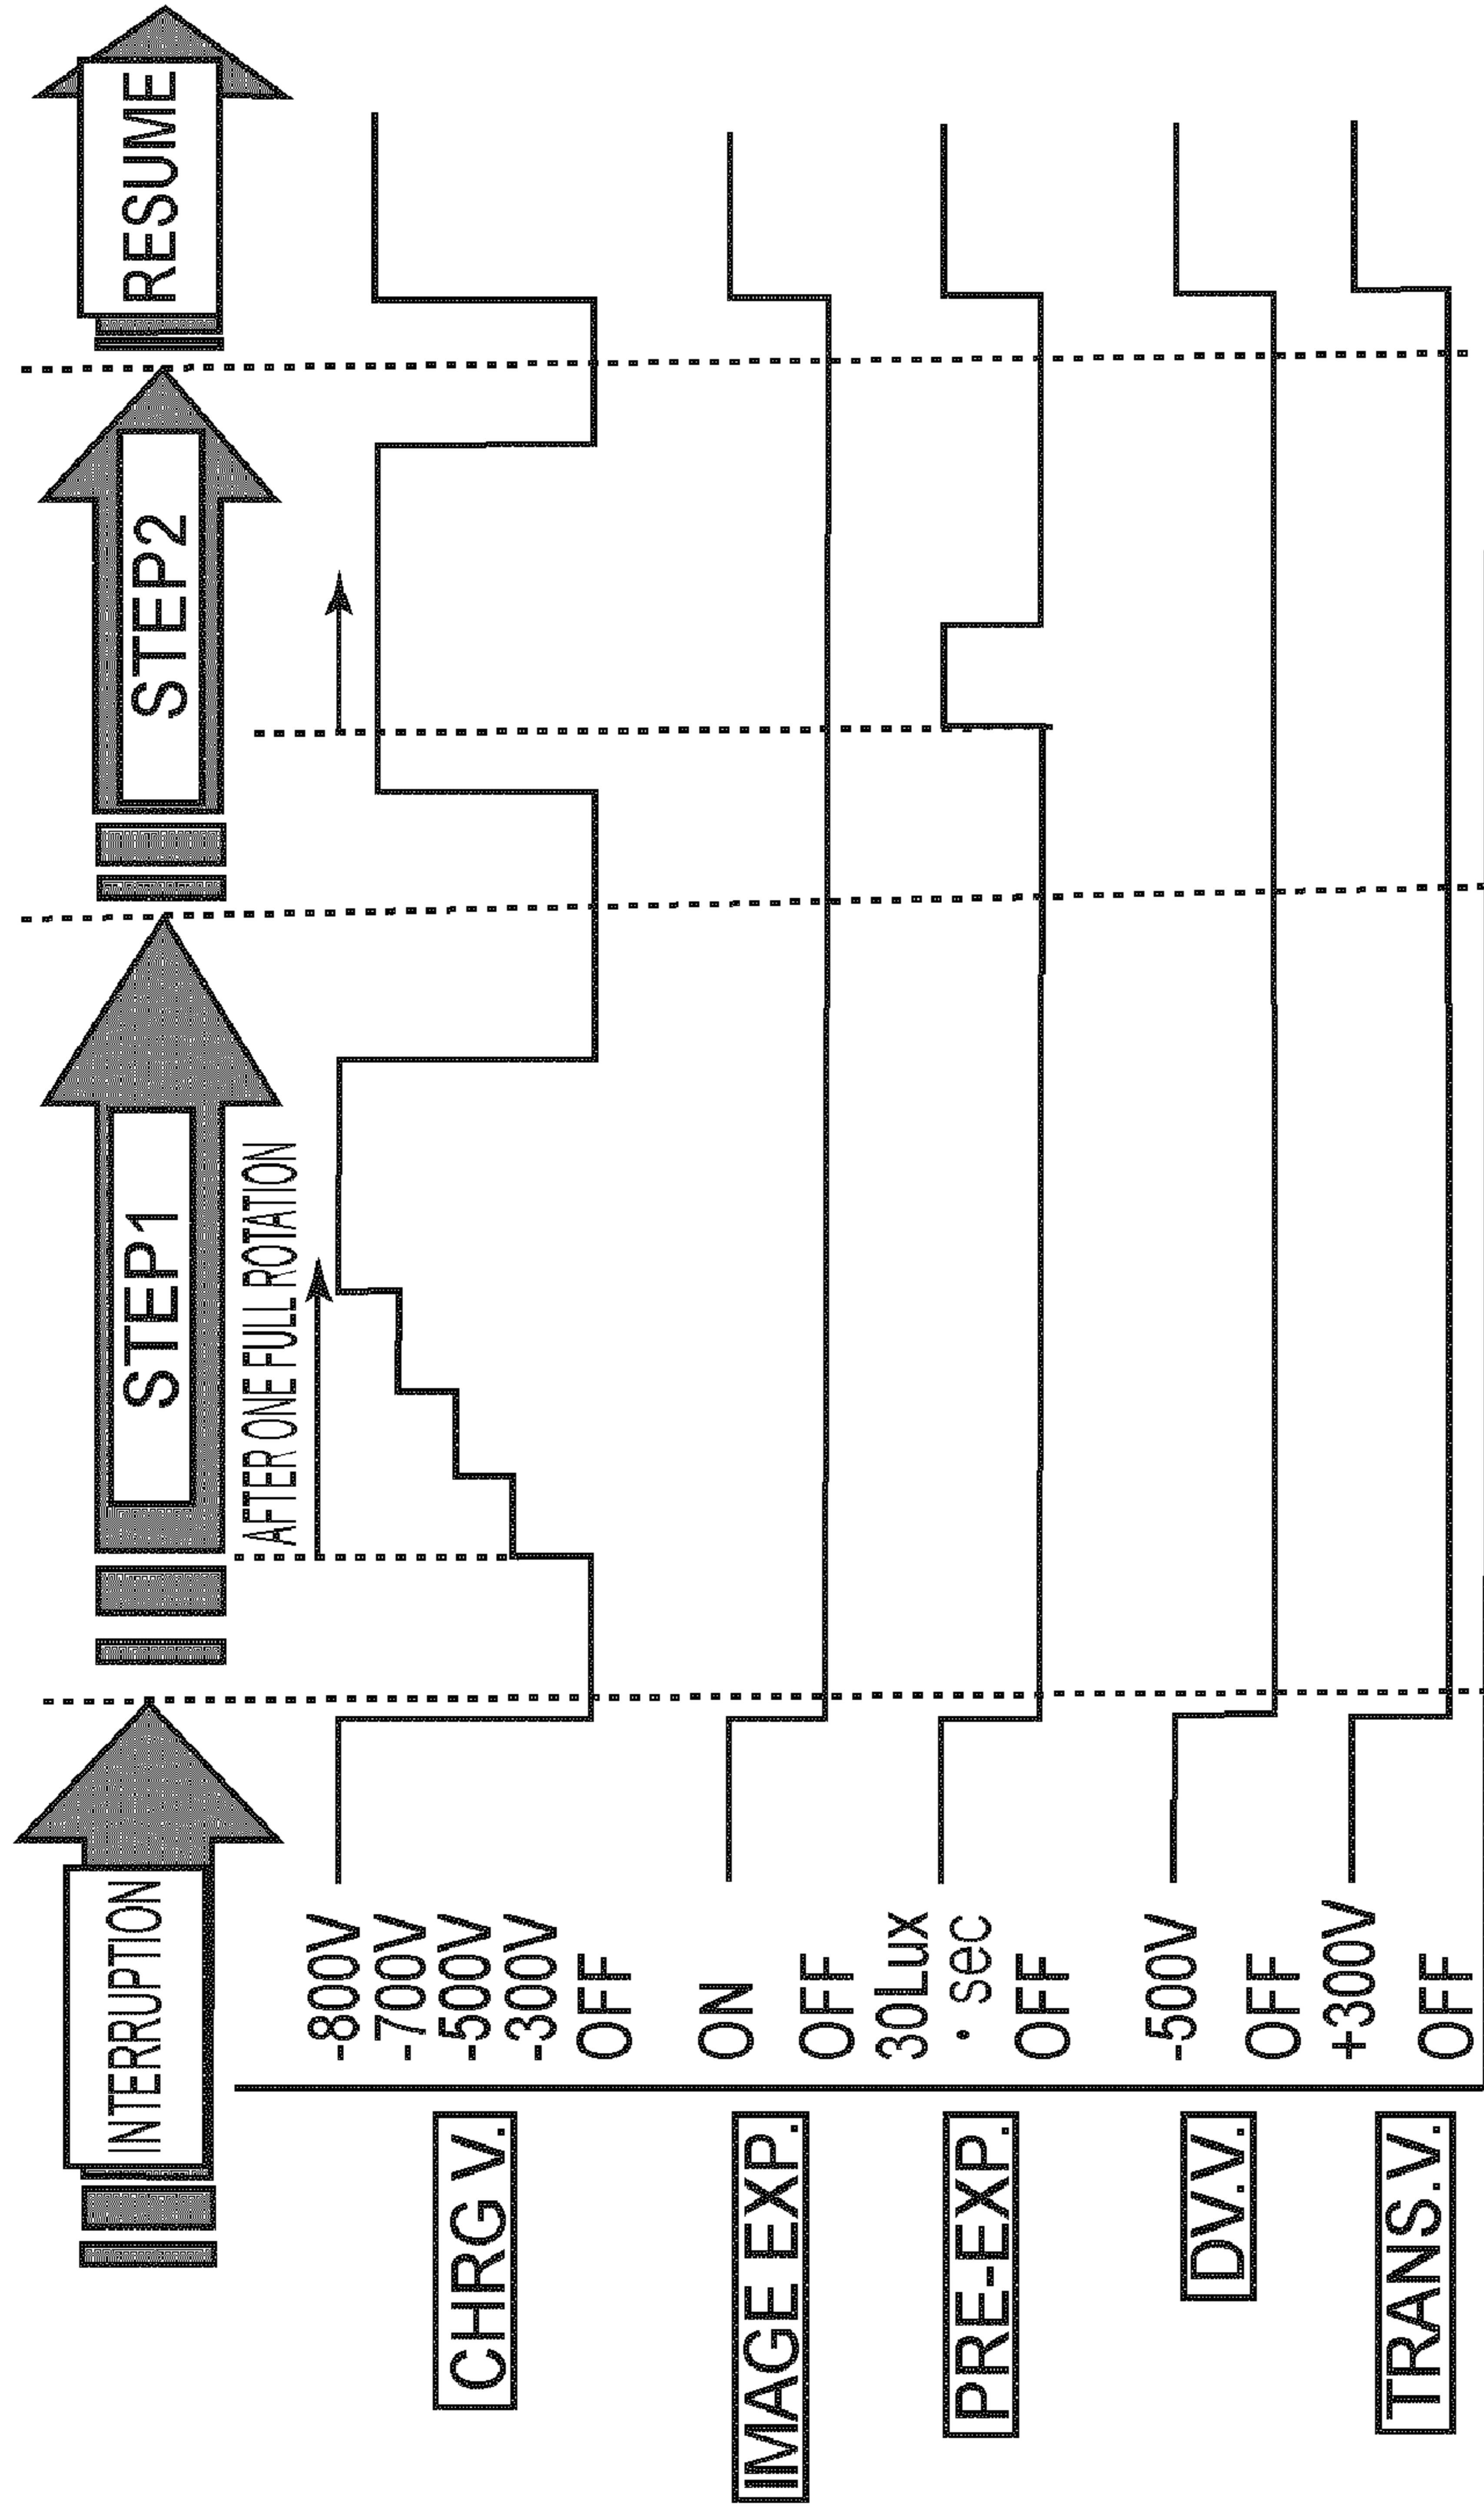 INTERRUPTION
STEP1
STEP2
RESUME
AFTER ONE FULL ROTATION
CHRG V.
-800V
-700V
-500V
-300V
OFF
IMAGE EXP.
ON
OFF
PRE-EXP.
30Lux
・sec
OFF
DV.V.
-500V
OFF
TRANS.V.
+300V
OFF